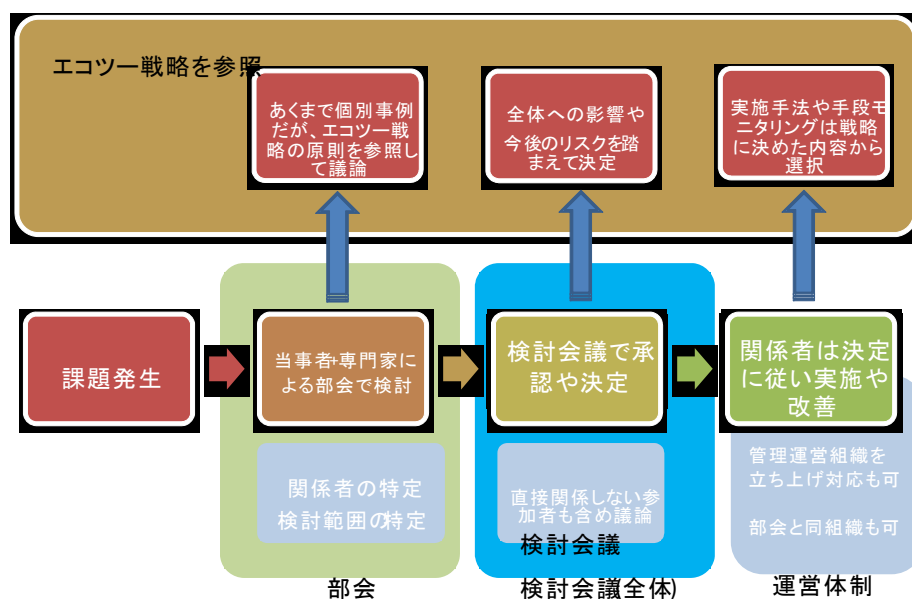 エコツー戦略を参照
あくまで個別事例
だが、エコツー戦
略の原則を参照し
て議論
全体への影響や
今後のリスクを踏
まえて決定
実施手法や手段モ
ニタリングは戦略
に決めた内容から
選択
課題発生
当事者+専門家に
よる部会で検討
検討会議で承
認や決定
関係者は決定
に従い実施や
改善
関係者の特定
検討範囲の特定
直接関係しない参
加者も含め議論
検討会議
管理運営組織を
立ち上げ対応も可
部会と同組織も可
部会
検討会議(全体)
運営体制